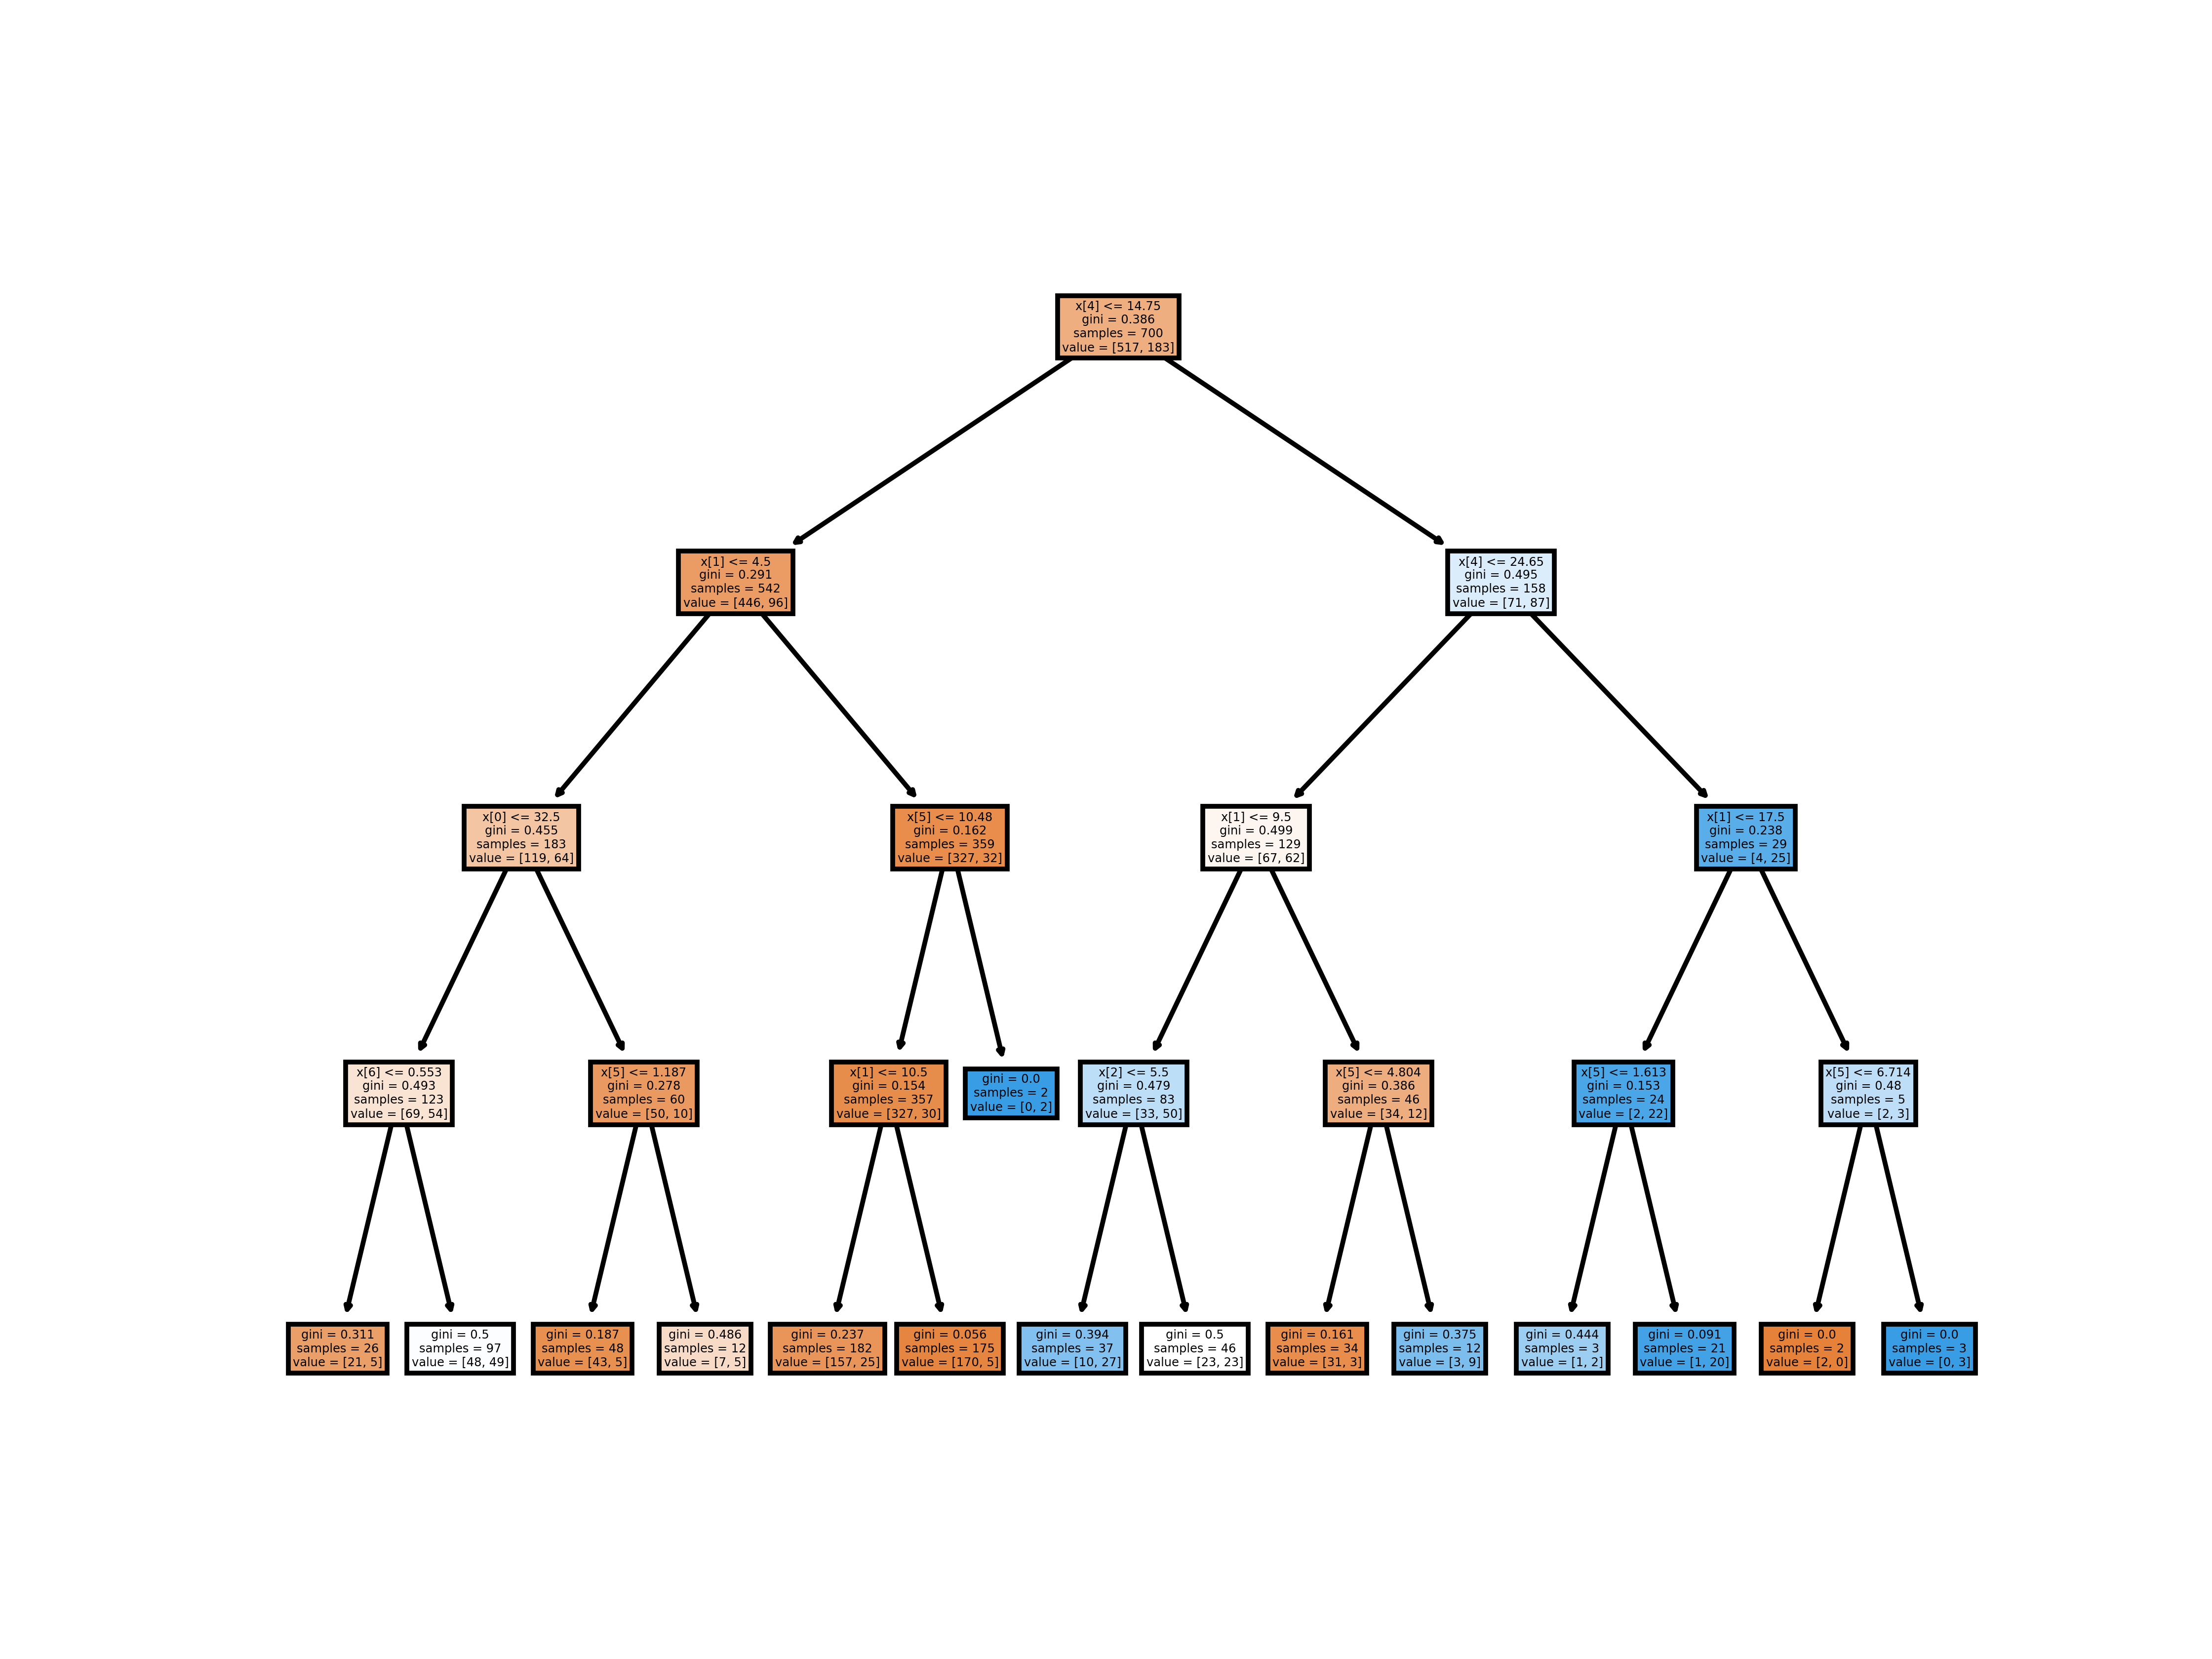 x[4] <= 14.75
gini = 0.386
samples = 700
value = [517, 183]
x[1] <= 4.5
gini = 0.291
samples = 542
value = [446, 96]
x[4] <= 24.65
gini = 0.495
samples = 158
value = [71, 87]
x[0] <= 32.5
gini = 0.455
samples = 183
value = [119, 64]
x[5] <= 10.48
gini = 0.162
samples = 359
value = [327, 32]
x[1] <= 9.5
gini = 0.499
samples = 129
value = [67, 62]
x[1] <= 17.5
gini = 0.238
samples = 29
value = [4, 25]
x[6] <= 0.553
gini = 0.493
samples = 123
value = [69, 54]
x[5] <= 1.187
gini = 0.278
samples = 60
value = [50, 10]
x[1] <= 10.5
gini = 0.154
samples = 357
value = [327, 30]
gini = 0.0
samples = 2
value = [0, 2]
x[2] <= 5.5
gini = 0.479
samples = 83
value = [33, 50]
x[5] <= 4.804
gini = 0.386
samples = 46
value = [34, 12]
x[5] <= 1.613
gini = 0.153
samples = 24
value = [2, 22]
x[5] <= 6.714
gini = 0.48
samples = 5
value = [2, 3]
gini = 0.311
samples = 26
value = [21, 5]
gini = 0.5
samples = 97
value = [48, 49]
gini = 0.187
samples = 48
value = [43, 5]
gini = 0.486
samples = 12
value = [7, 5]
gini = 0.237
samples = 182
value = [157, 25]
gini = 0.056
samples = 175
value = [170, 5]
gini = 0.394
samples = 37
value = [10, 27]
gini = 0.5
samples = 46
value = [23, 23]
gini = 0.161
samples = 34
value = [31, 3]
gini = 0.375
samples = 12
value = [3, 9]
gini = 0.444
samples = 3
value = [1, 2]
gini = 0.091
samples = 21
value = [1, 20]
gini = 0.0
samples = 2
value = [2, 0]
gini = 0.0
samples = 3
value = [0, 3]